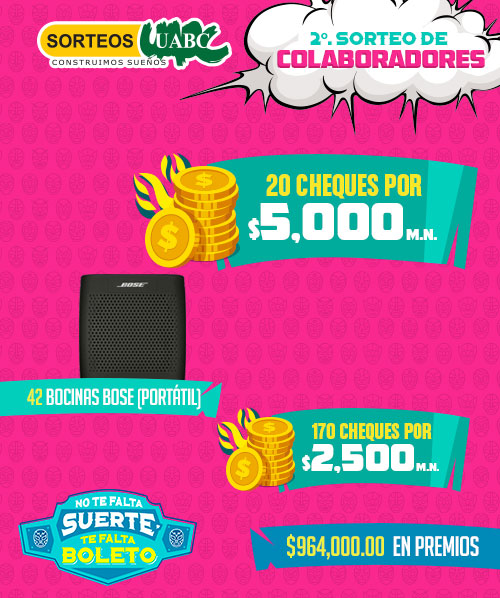 SORTEOS UABC
CONSTRUIMOS SUEÑOS
2º. SORTEO DE
COLABORADORES
20 CHEQUES POR
$5,000 M.N.
BOSE
42 BOCINAS BOSE (PORTÁTIL)
170 CHEQUES POR
$2,500 M.N.
NO TE FALTA
SUERTE,
TE FALTA
BOLETO
$964,000.00 EN PREMIOS